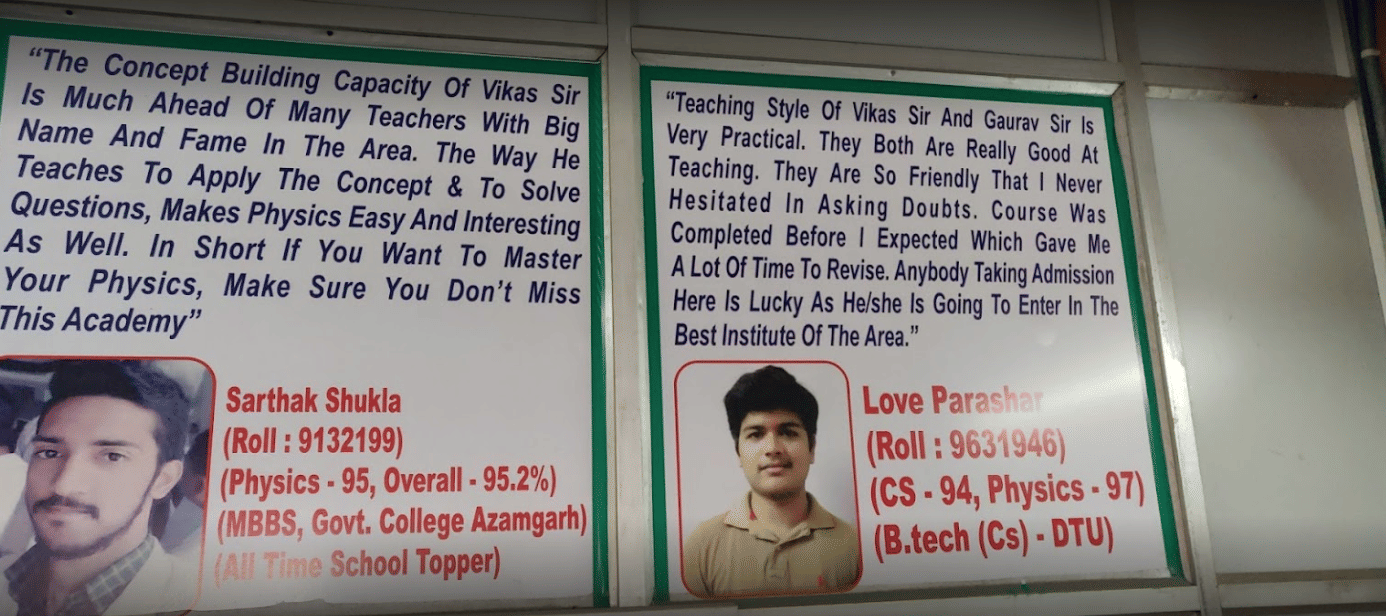 “The Concept Building Capacity Of Vikas Sir
Is Much Ahead Of Many Teachers With Big
Name And Fame In The Area. The Way He
Teaches To Apply The Concept & To Solve
Questions, Makes Physics Easy And Interesting
As Well. In Short If You Want To Master
Your Physics, Make Sure You Don’t Miss
This Academy”
Sarthak Shukla
(Roll : 9132199)
(Physics - 95, Overall - 95.2%)
(MBBS, Govt. College Azamgarh)
(All Time School Topper)
“Teaching Style Of Vikas Sir And Gaurav Sir Is
Very Practical. They Both Are Really Good At
Teaching. They Are So Friendly That I Never
Hesitated In Asking Doubts. Course Was
Completed Before I Expected Which Gave Me
A Lot Of Time To Revise. Anybody Taking Admission
Here Is Lucky As He/she Is Going To Enter In The
Best Institute Of The Area.”
Love Parashar
(Roll : 9631946)
(CS - 94, Physics - 97)
(B.tech (Cs) - DTU)